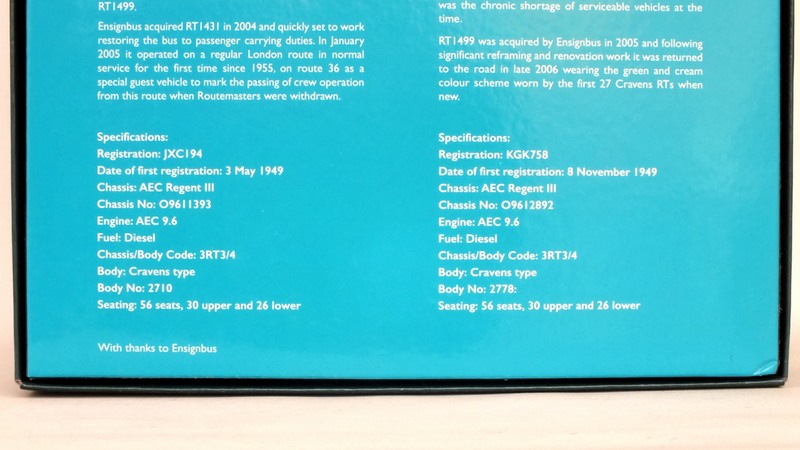 RT1499.
Ensignbus acquired RT1431 in 2004 and quickly set to work
restoring the bus to passenger carrying duties. In January
2005 it operated on a regular London route in normal
service for the first time since 1955, on route 36 as a
special guest vehicle to mark the passing of crew operation
from this route when Routemasters were withdrawn.
Specifications:
Registration: JXC194
Date of first registration: 3 May 1949
Chassis: AEC Regent III
Chassis No: O9611393
Engine: AEC 9.6
Fuel: Diesel
Chassis/Body Code: 3RT3/4
Body: Cravens type
Body No: 2710
Seating: 56 seats, 30 upper and 26 lower
With thanks to Ensignbus
was the chronic shortage of serviceable vehicles at the
time.
RT1499 was acquired by Ensignbus in 2005 and following
significant reframing and renovation work it was returned
to the road in late 2006 wearing the green and cream
colour scheme worn by the first 27 Cravens RTs when
new.
Specifications:
Registration: KGK758
Date of first registration: 8 November 1949
Chassis: AEC Regent III
Chassis No: O9612892
Engine: AEC 9.6
Fuel: Diesel
Chassis/Body Code: 3RT3/4
Body: Cravens type
Body No: 2778:
Seating: 56 seats, 30 upper and 26 lower